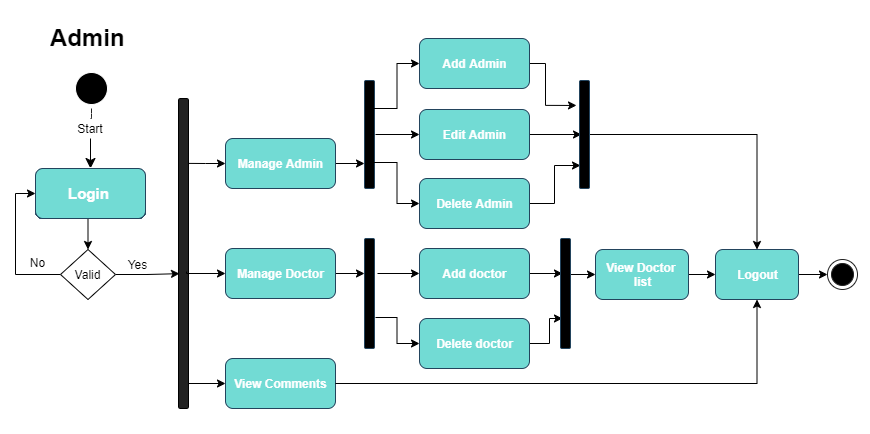 Admin
Start
Login
No
Valid
Yes
Manage Admin
Add Admin
Edit Admin
Delete Admin
Manage Doctor
Add doctor
Delete doctor
View Doctor
list
Logout
View Comments